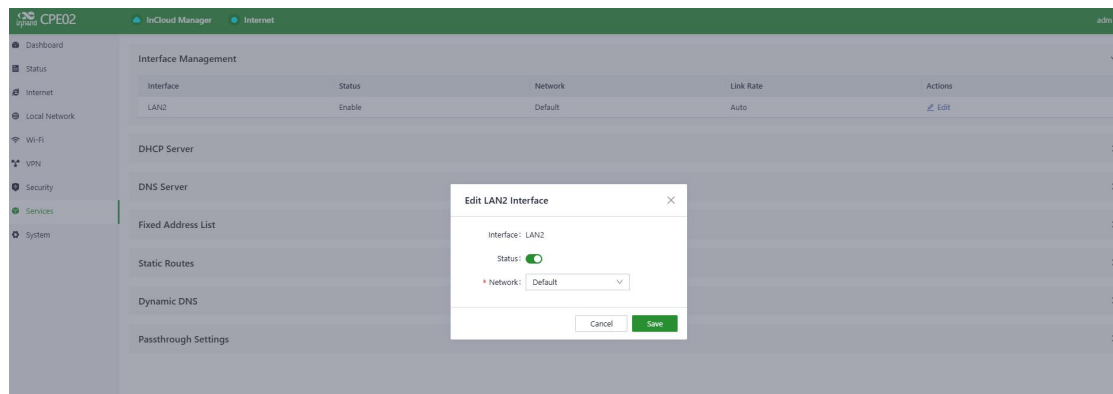 inhand CPE02 InCloud Manager Internet adm
Dashboard
Status
Internet
Local Network
Wi-Fi
VPN
Security
Services
System
Interface Management
Interface Status Network Link Rate Actions
LAN2 Enable Default Auto Edit
DHCP Server
DNS Server
Fixed Address List
Static Routes
Dynamic DNS
Passthrough Settings
Edit LAN2 Interface
Interface: LAN2
Status:
* Network: Default
Cancel Save